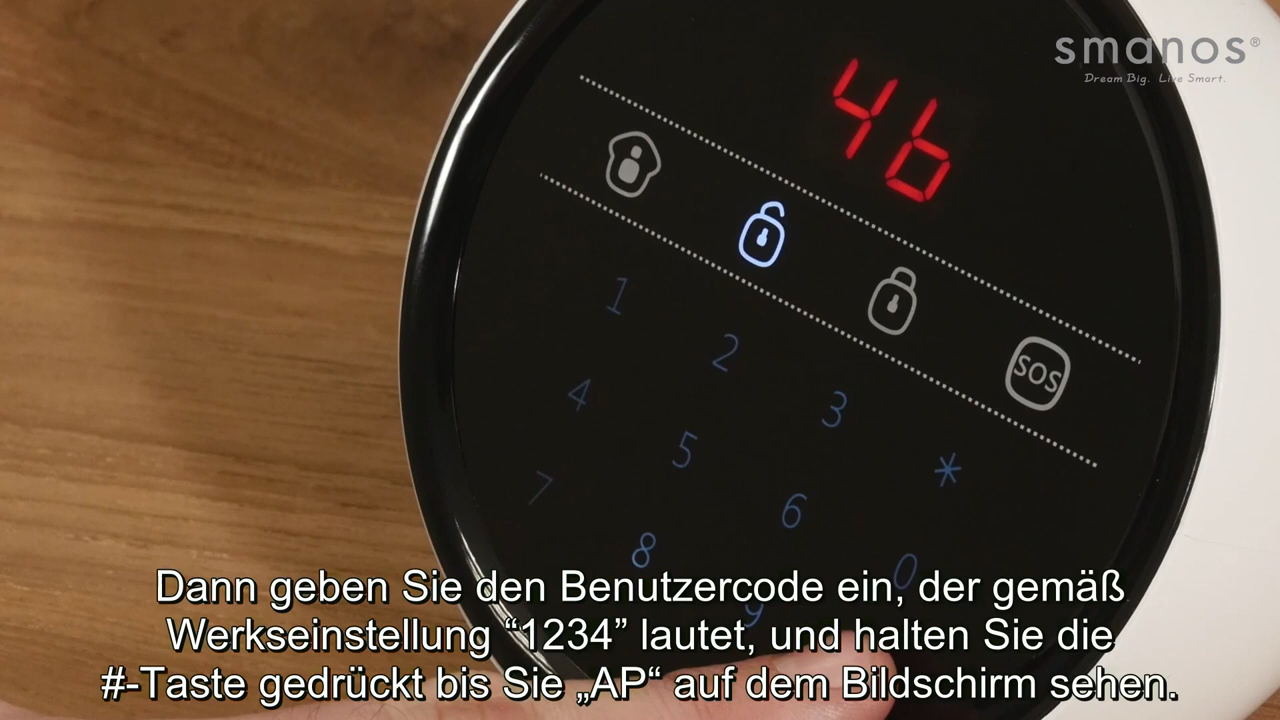 smanos®
Dream Big. Live Smart.
46
SOS
1
2
3
*
4
5
6
0
7
8
9
Dann geben Sie den Benutzercode ein, der gemäß
Werkseinstellung “1234” lautet, und halten Sie die
#-Taste gedrückt bis Sie „AP“ auf dem Bildschirm sehen.